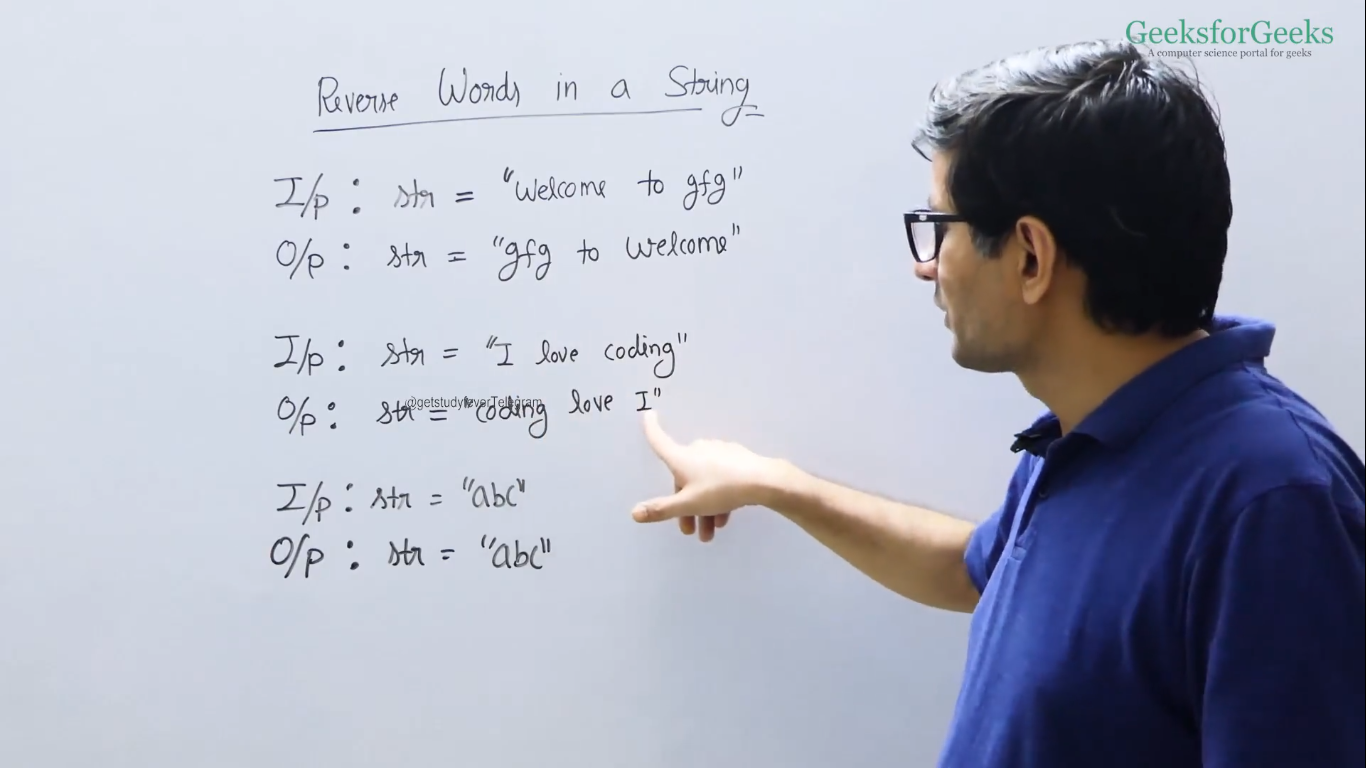 GeeksforGeeks
A computer science portal for geeks
Reverse Words in a String
I/p : str = "Welcome to gfg"
O/p : str = "gfg to Welcome"
I/p : str = "I love coding"
O/p : str = "coding love I"
@getstudyfeverTelegram
I/p : str = "abc"
O/p : str = "abc"